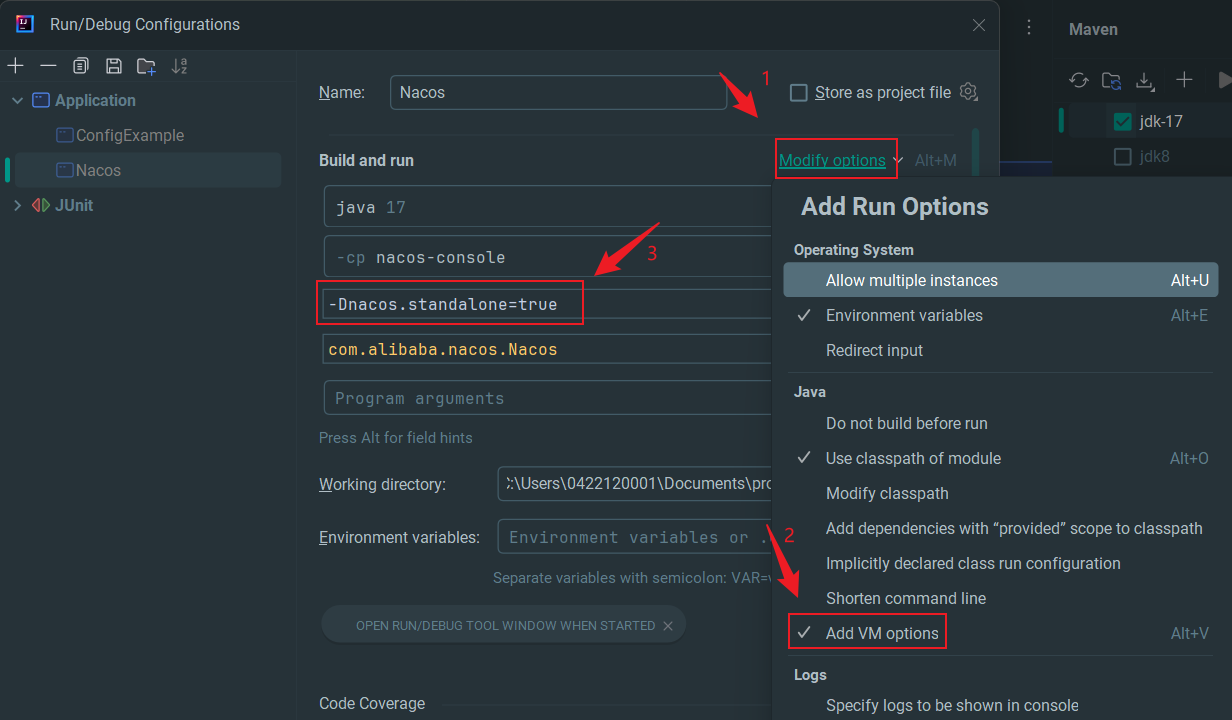 Run/Debug Configurations
Maven
Name:
Nacos
Store as project file
1
jdk-17
jdk8
Application
ConfigExample
Nacos
JUnit
Build and run
Modify options
Alt+M
java 17
-cp nacos-console
3
-Dnacos.standalone=true
com.alibaba.nacos.Nacos
Program arguments
Press Alt for field hints
Working directory:
:\Users\0422120001\Documents\pro
Environment variables:
Environment variables or .
Separate variables with semicolon: VAR=v
OPEN RUN/DEBUG TOOL WINDOW WHEN STARTED
Code Coverage
Add Run Options
Operating System
Allow multiple instances Alt+U
Environment variables Alt+E
Redirect input
Java
Do not build before run
Use classpath of module Alt+O
Modify classpath
Add dependencies with “provided” scope to classpath
2
Implicitly declared class run configuration
Shorten command line
Add VM options Alt+V
Logs
Specify logs to be shown in console